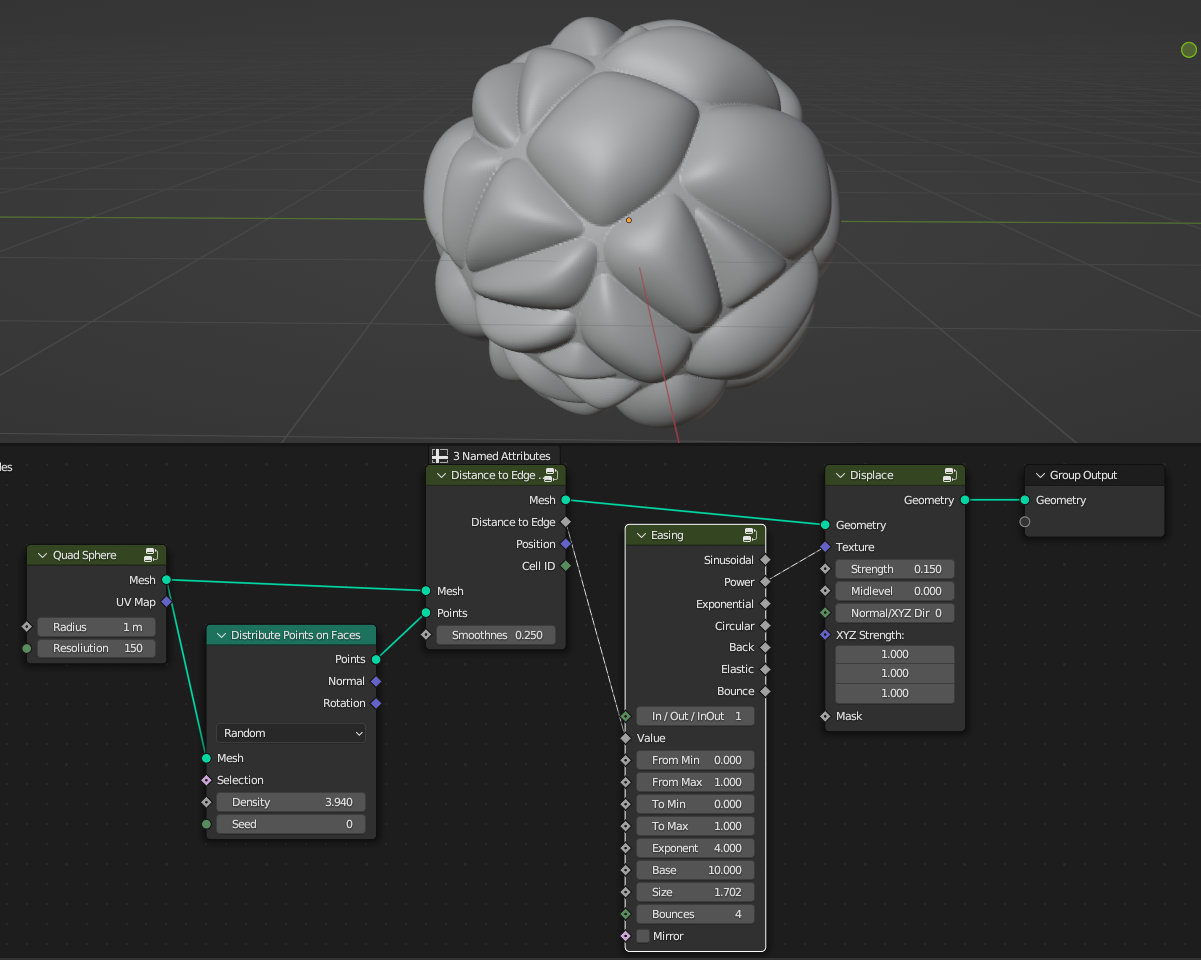 des
3 Named Attributes
Distance to Edge ..
Mesh
Distance to Edge
Position
Cell ID
Mesh
Points
Smoothnes 0.250
Quad Sphere
Mesh
UV Map
Radius 1 m
Resoliution 150
Distribute Points on Faces
Points
Normal
Rotation
Random
Mesh
Selection
Density 3.940
Seed 0
Easing
Sinusoidal
Power
Exponential
Circular
Back
Elastic
Bounce
In / Out / InOut 1
Value
From Min 0.000
From Max 1.000
To Min 0.000
To Max 1.000
Exponent 4.000
Base 10.000
Size 1.702
Bounces 4
Mirror
Displace
Geometry
Geometry
Texture
Strength 0.150
Midlevel 0.000
Normal/XYZ Dir 0
XYZ Strength:
1.000
1.000
1.000
Mask
Group Output
Geometry